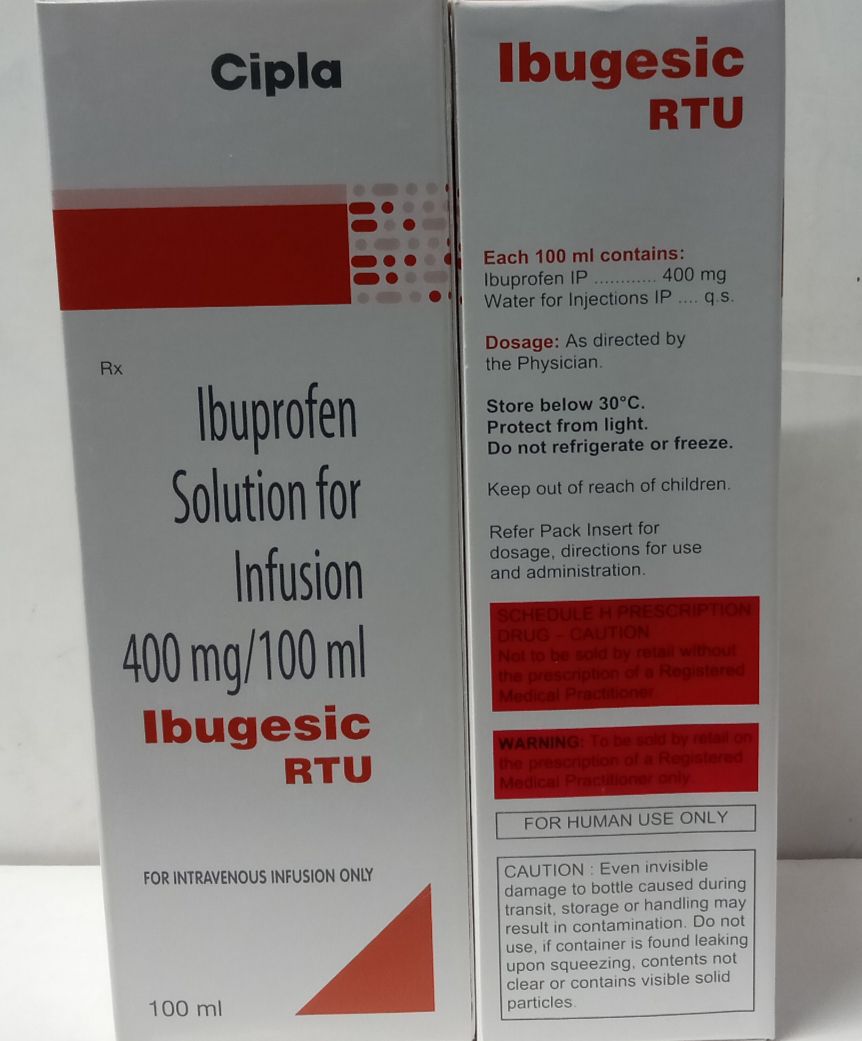 Cipla
Rx
Ibuprofen
Solution for
Infusion
400 mg/100 ml
Ibugesic
RTU
FOR INTRAVENOUS INFUSION ONLY
100 ml
Ibugesic
RTU
Each 100 ml contains:
Ibuprofen IP ............ 400 mg
Water for Injections IP .... q.s.
Dosage: As directed by
the Physician.
Store below 30°C.
Protect from light.
Do not refrigerate or freeze.
Keep out of reach of children.
Refer Pack Insert for
dosage, directions for use
and administration.
SCHEDULE H PRESCRIPTION
DRUG – CAUTION
Not to be sold by retail without
the prescription of a Registered
Medical Practitioner.
WARNING: To be sold by retail on
the prescription of a Registered
Medical Practitioner only.
FOR HUMAN USE ONLY
CAUTION : Even invisible
damage to bottle caused during
transit, storage or handling may
result in contamination. Do not
use, if container is found leaking
upon squeezing, contents not
clear or contains visible solid
particles.